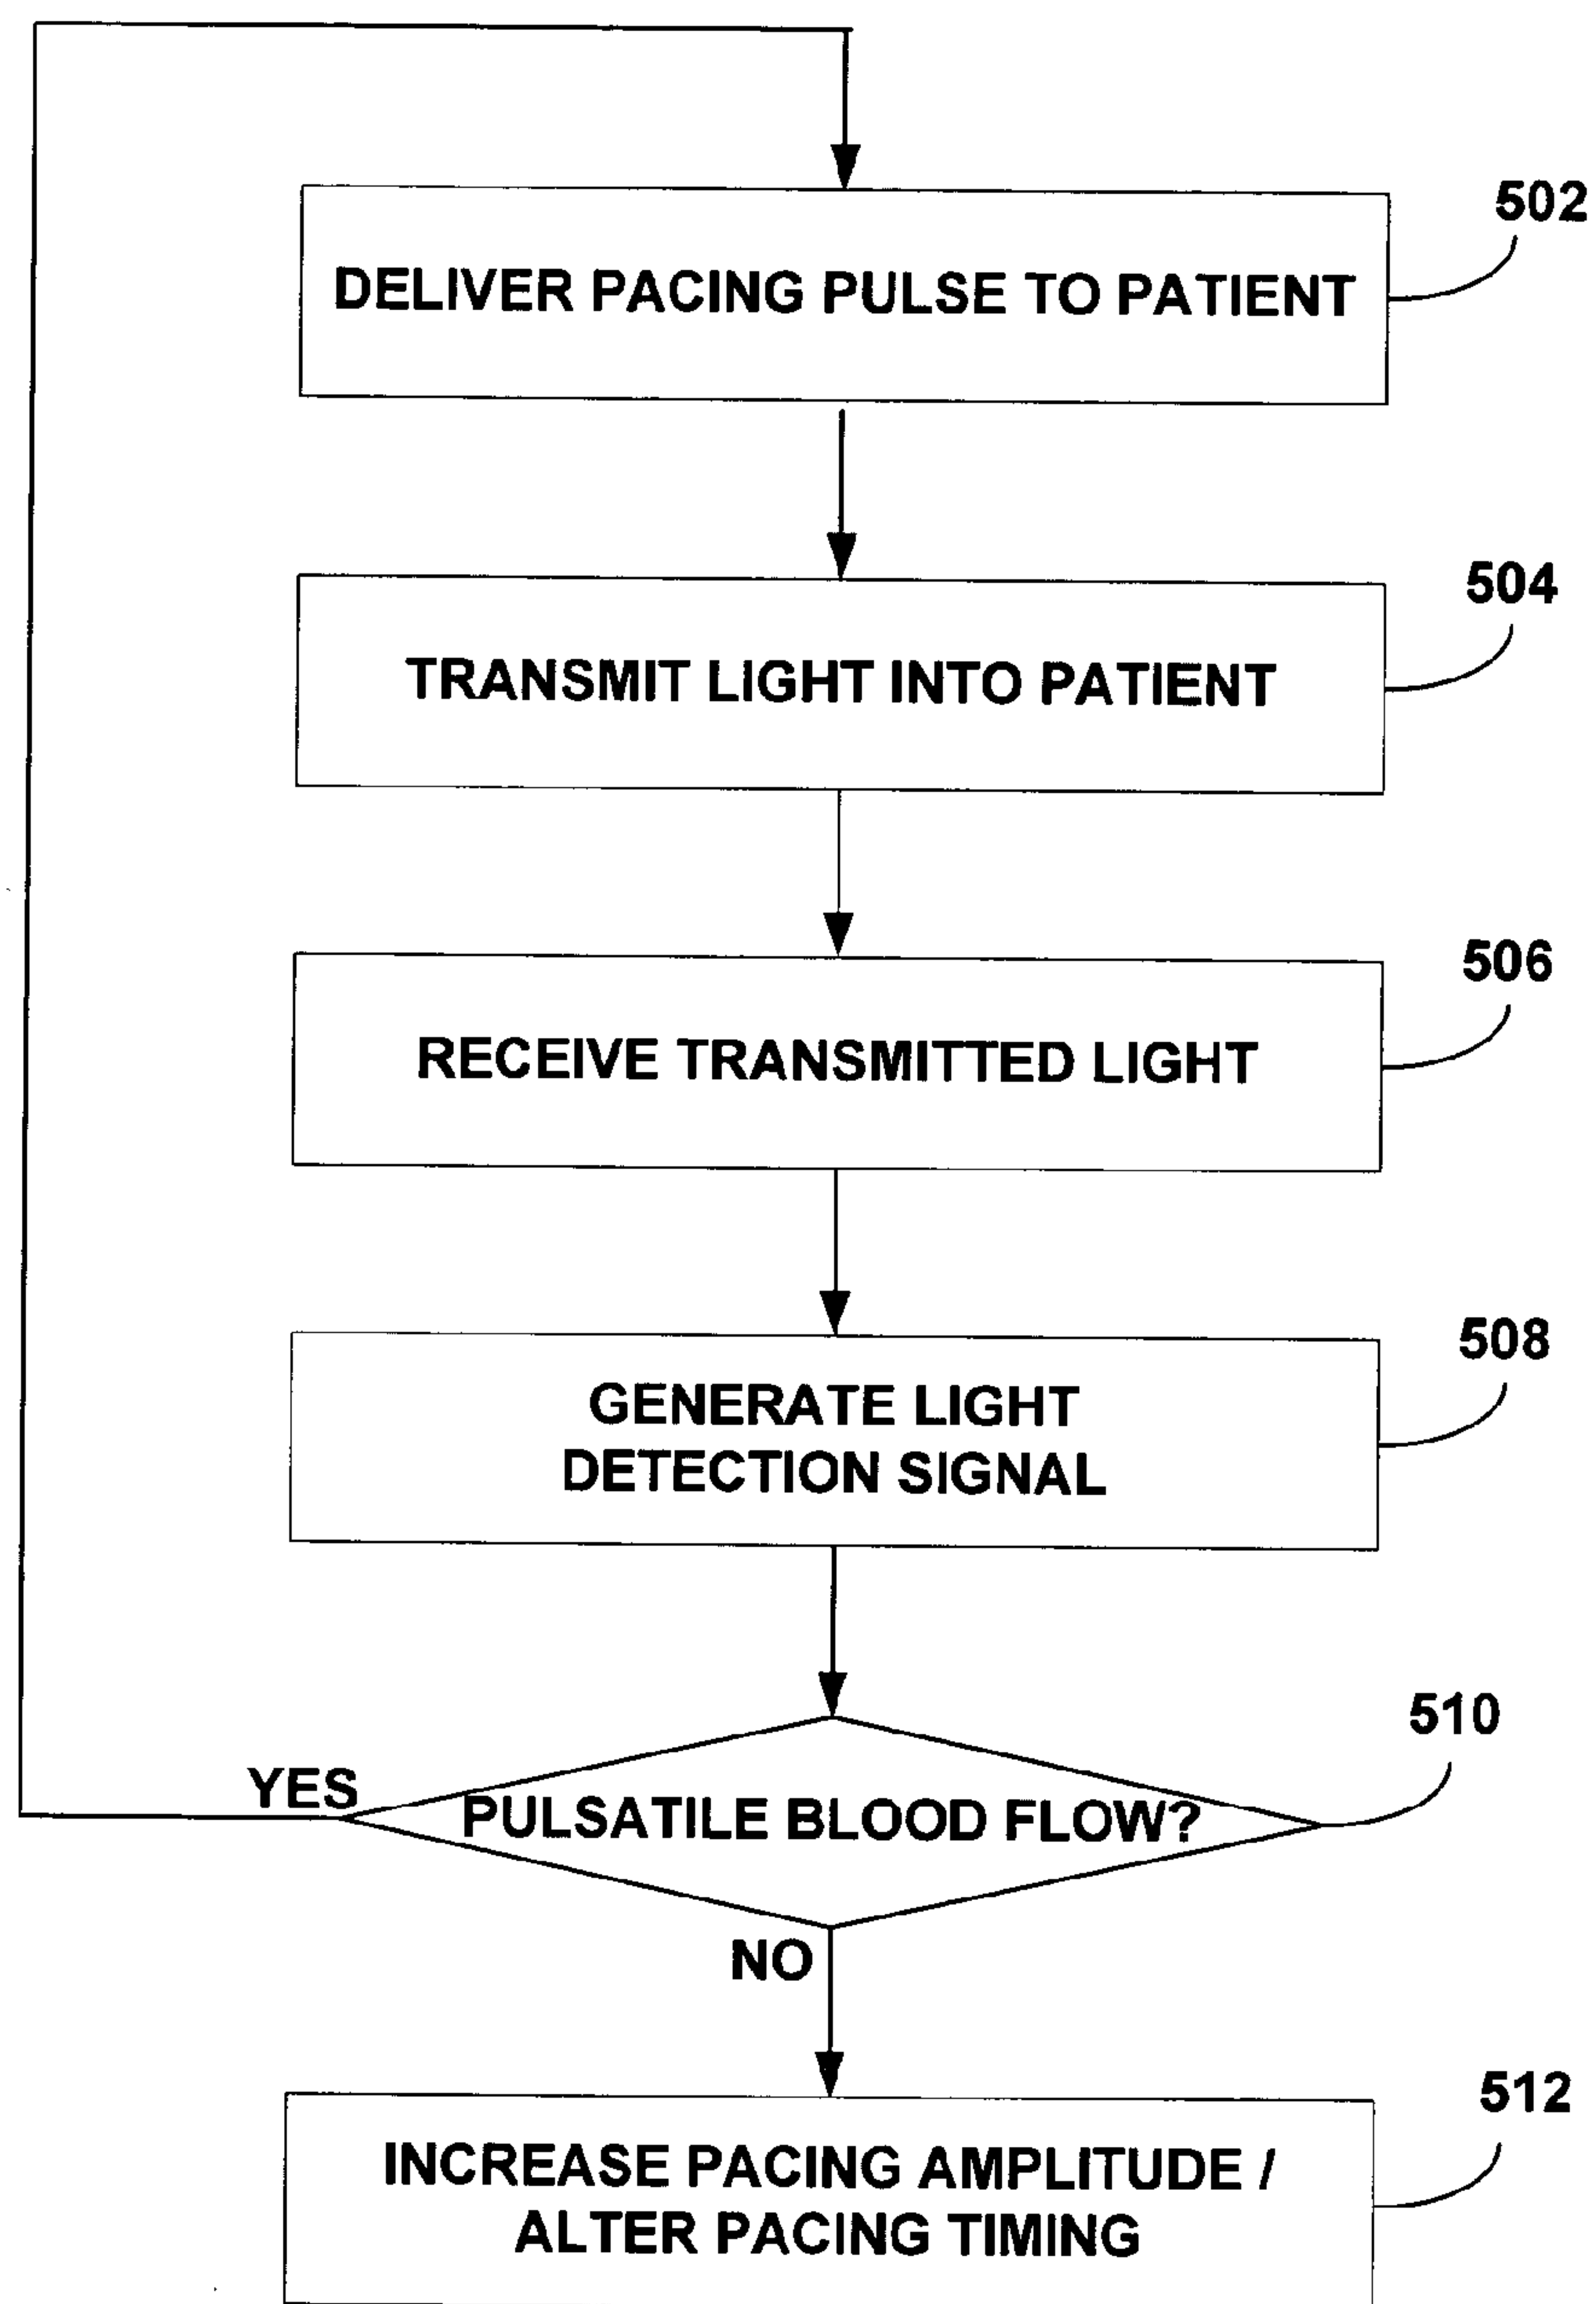 502
DELIVER PACING PULSE TO PATIENT
504
TRANSMIT LIGHT INTO PATIENT
506
RECEIVE TRANSMITTED LIGHT
508
GENERATE LIGHT
DETECTION SIGNAL
510
YES
PULSATILE BLOOD FLOW?
NO
512
INCREASE PACING AMPLITUDE /
ALTER PACING TIMING